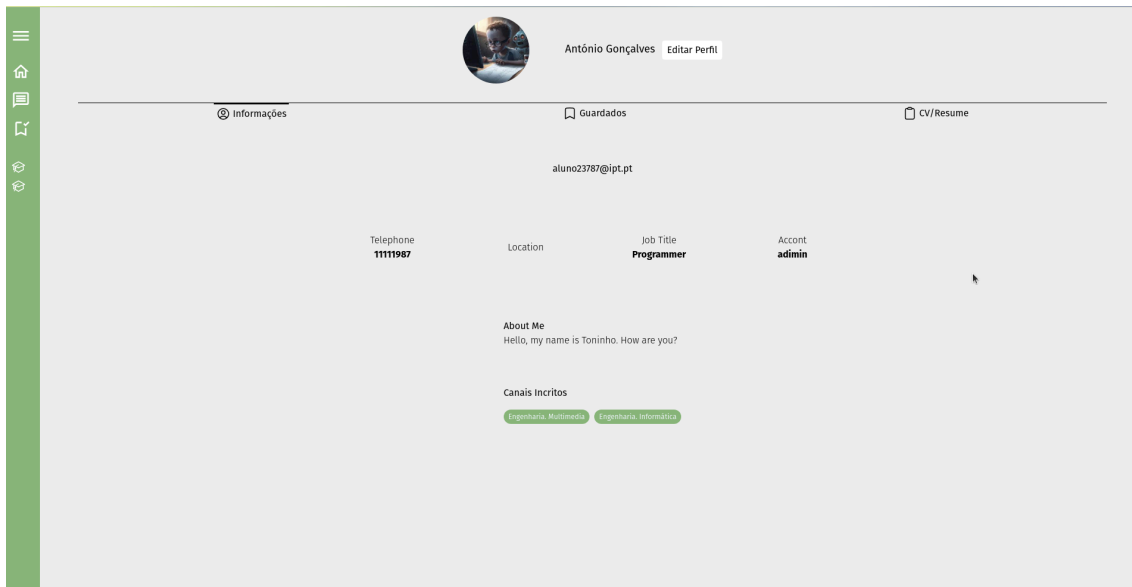 António Gonçalves Editar Perfil
Informações Guardados CV/Resume
aluno23787@ipt.pt
Telephone Location Job Title Accont
11111987 Programmer adimin
About Me
Hello, my name is Toninho. How are you?
Canais Incritos
Engenharia. Multimedia Engenharia. Informática